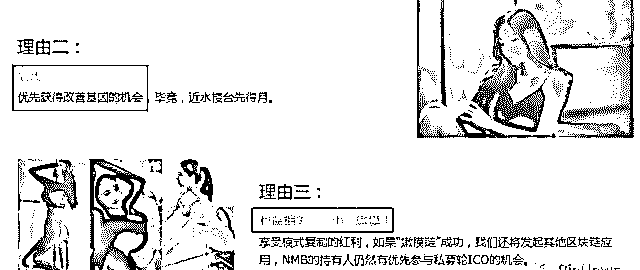 理由二：
优先获得改善基因的机会，毕竟，近水楼台先得月。
理由三：
享受模式复制的红利，如果“嫩模链”成功，我们还将发起其他区块链应
用，NMB的持有人仍然有优先参与私募轮ICO的机会。